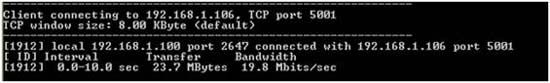 ------------------------------------------------------------
Client connecting to 192.168.1.106, TCP port 5001
TCP window size: 8.00 KByte (default)
------------------------------------------------------------
[1912] local 192.168.1.100 port 2647 connected with 192.168.1.106 port 5001
[ ID] Interval       Transfer     Bandwidth
[1912]  0.0-10.0 sec  23.7 MBytes  19.8 Mbits/sec